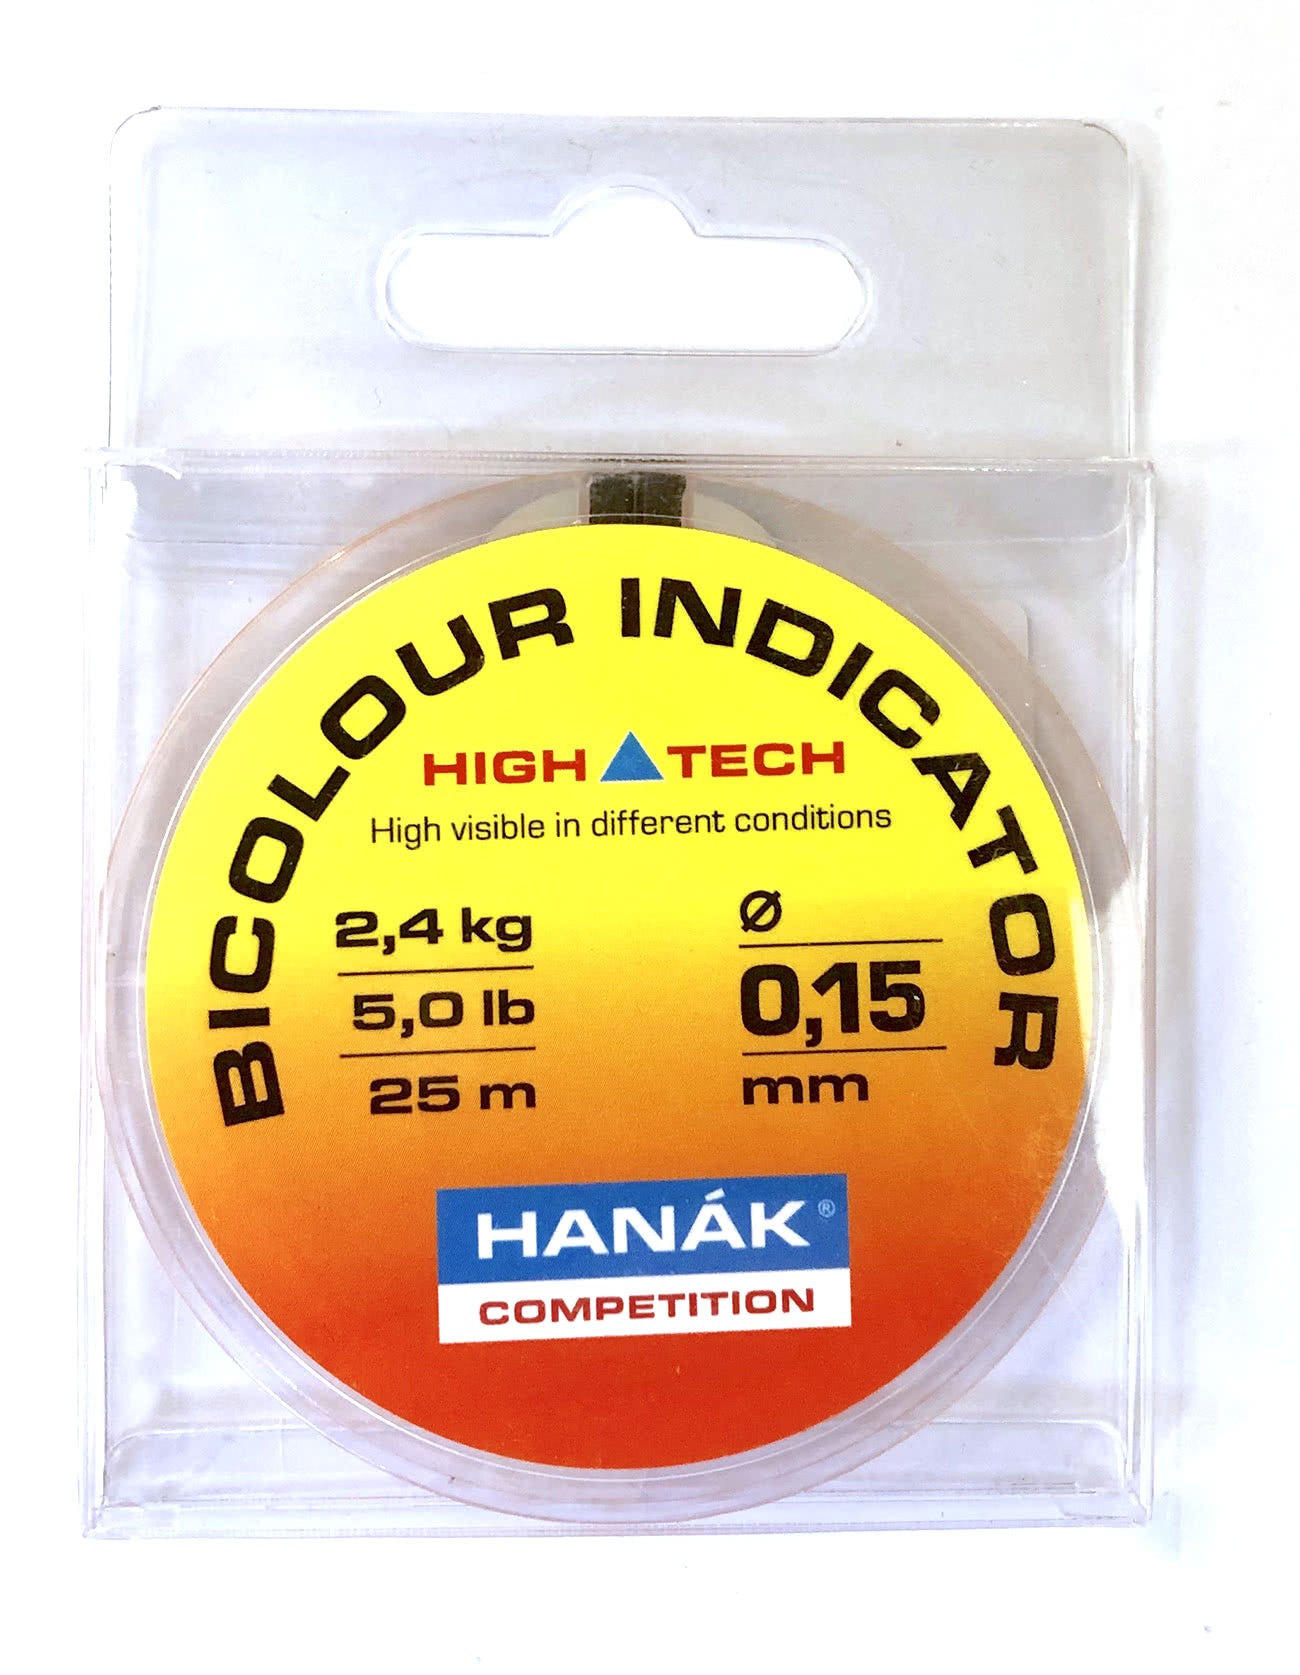 BICOLOUR INDICATOR
HIGH TECH
High visible in different conditions
2,4 kg
5,0 lb
25 m
Ø
0,15
mm
HANÁK®
COMPETITION